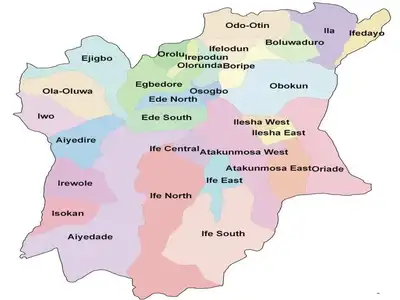 Odo-Otin
Ila
Ifedayo
Boluwaduro
Ifelodun
Orolu
Irepodun
Olorunda
Boripe
Ejigbo
Egbedore
Obokun
Ola-Oluwa
Osogbo
Ede North
Iwo
Ede South
Ilesha West
Ilesha East
Aiyedire
Ife Central
Atakunmosa West
Atakunmosa East
Oriade
Irewole
Ife East
Ife North
Isokan
Ife South
Aiyedade